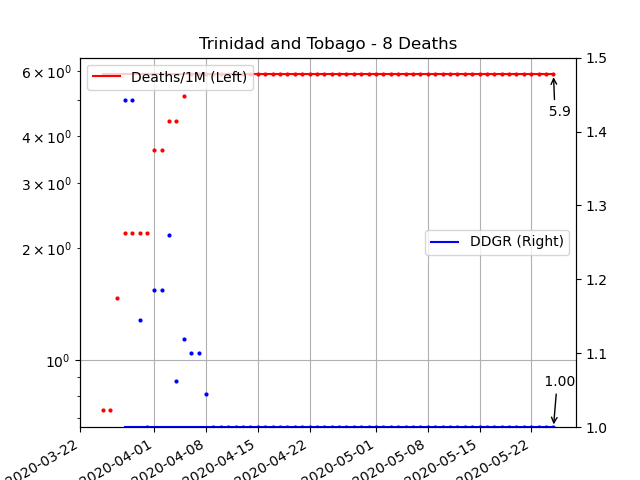 Trinidad and Tobago - 8 Deaths
Deaths/1M (Left)
6 × 10⁰
4 × 10⁰
3 × 10⁰
2 × 10⁰
10⁰
1.5
1.4
1.3
1.2
1.1
1.0
5.9
DDGR (Right)
1.00
2020-03-22
2020-04-01
2020-04-08
2020-04-15
2020-04-22
2020-05-01
2020-05-08
2020-05-15
2020-05-22